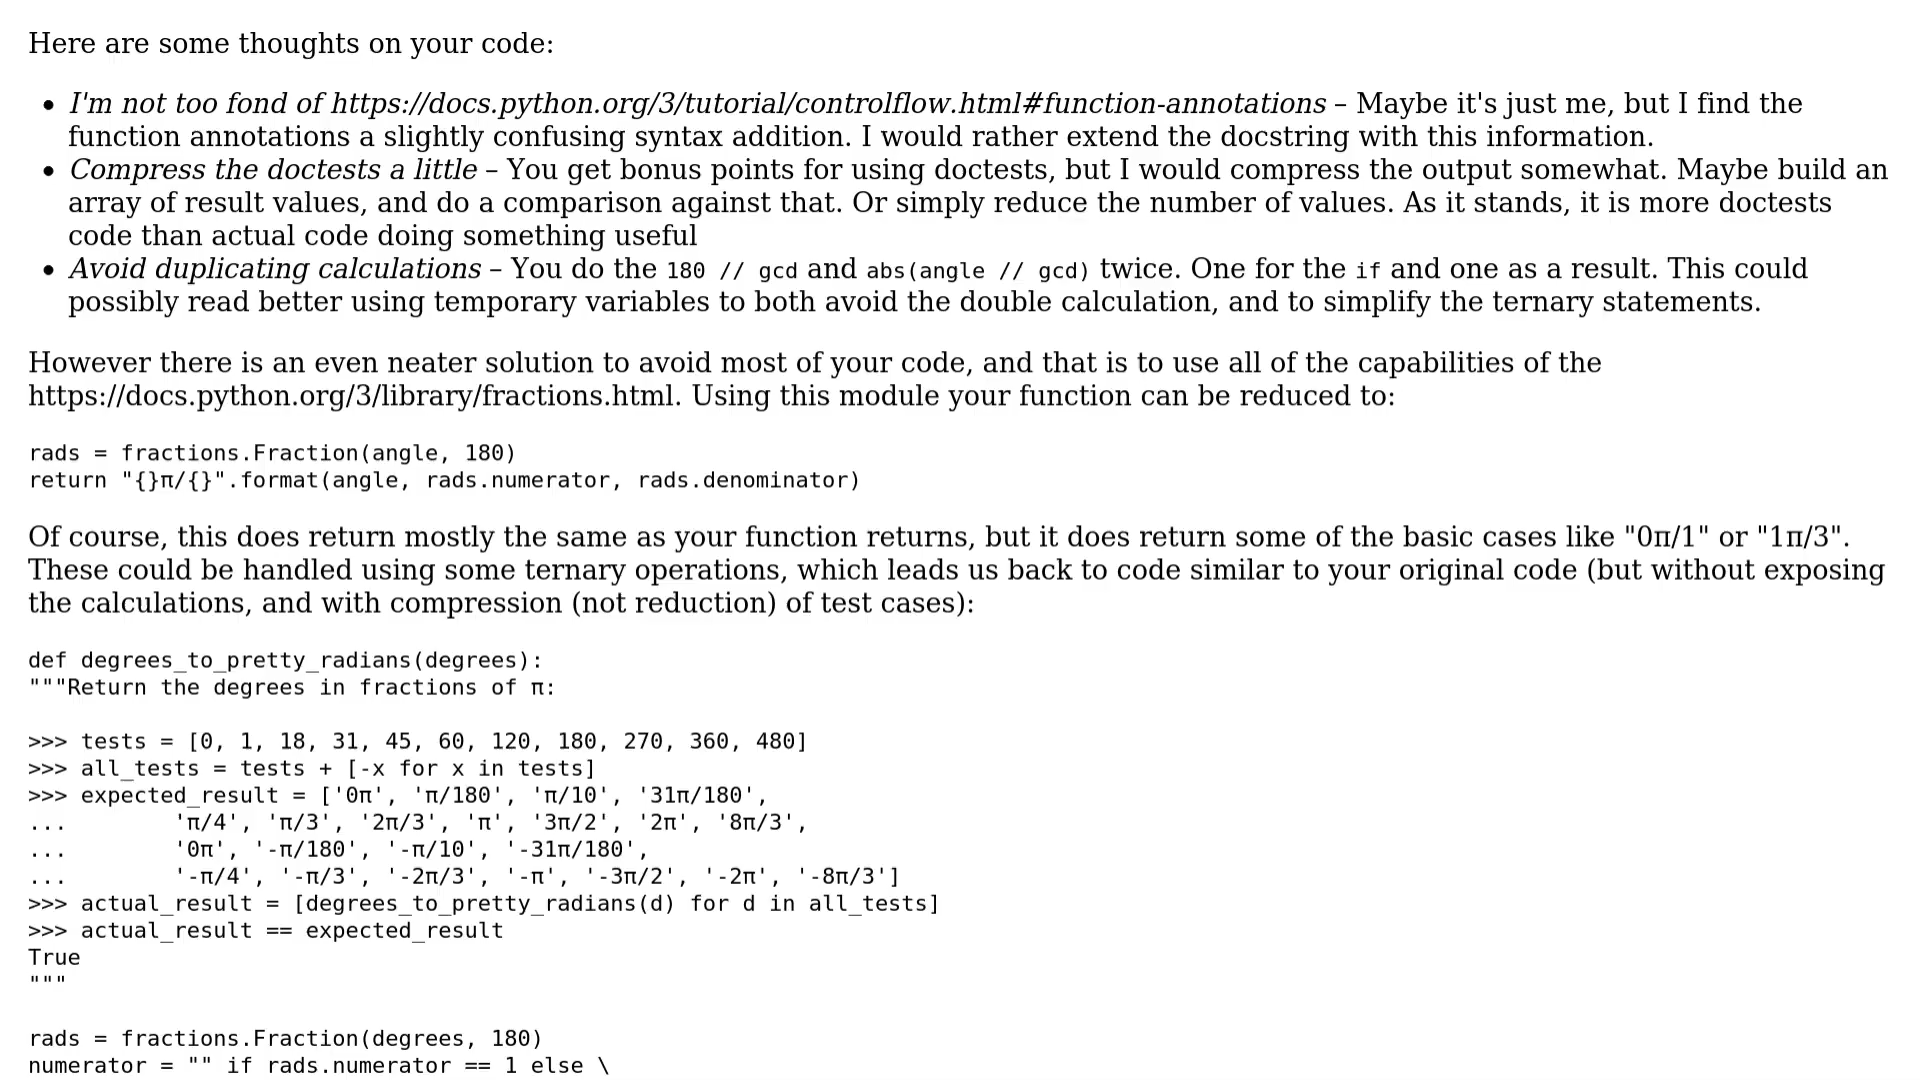 Here are some thoughts on your code:
• I'm not too fond of https://docs.python.org/3/tutorial/controlflow.html#function-annotations – Maybe it's just me, but I find the
function annotations a slightly confusing syntax addition. I would rather extend the docstring with this information.
• Compress the doctests a little – You get bonus points for using doctests, but I would compress the output somewhat. Maybe build an
array of result values, and do a comparison against that. Or simply reduce the number of values. As it stands, it is more doctests
code than actual code doing something useful
• Avoid duplicating calculations – You do the 180 // gcd and abs(angle // gcd) twice. One for the if and one as a result. This could
possibly read better using temporary variables to both avoid the double calculation, and to simplify the ternary statements.
However there is an even neater solution to avoid most of your code, and that is to use all of the capabilities of the
https://docs.python.org/3/library/fractions.html. Using this module your function can be reduced to:
rads = fractions.Fraction(angle, 180)
return "{}π/{}".format(angle, rads.numerator, rads.denominator)
Of course, this does return mostly the same as your function returns, but it does return some of the basic cases like "0π/1" or "1π/3".
These could be handled using some ternary operations, which leads us back to code similar to your original code (but without exposing
the calculations, and with compression (not reduction) of test cases):
def degrees_to_pretty_radians(degrees):
"""Return the degrees in fractions of π:
>>> tests = [0, 1, 18, 31, 45, 60, 120, 180, 270, 360, 480]
>>> all_tests = tests + [-x for x in tests]
>>> expected_result = ['0π', 'π/180', 'π/10', '31π/180',
...        'π/4', 'π/3', '2π/3', 'π', '3π/2', '2π', '8π/3',
...        '0π', '-π/180', '-π/10', '-31π/180',
...        '-π/4', '-π/3', '-2π/3', '-π', '-3π/2', '-2π', '-8π/3']
>>> actual_result = [degrees_to_pretty_radians(d) for d in all_tests]
>>> actual_result == expected_result
True
"""
rads = fractions.Fraction(degrees, 180)
numerator = "" if rads.numerator == 1 else \